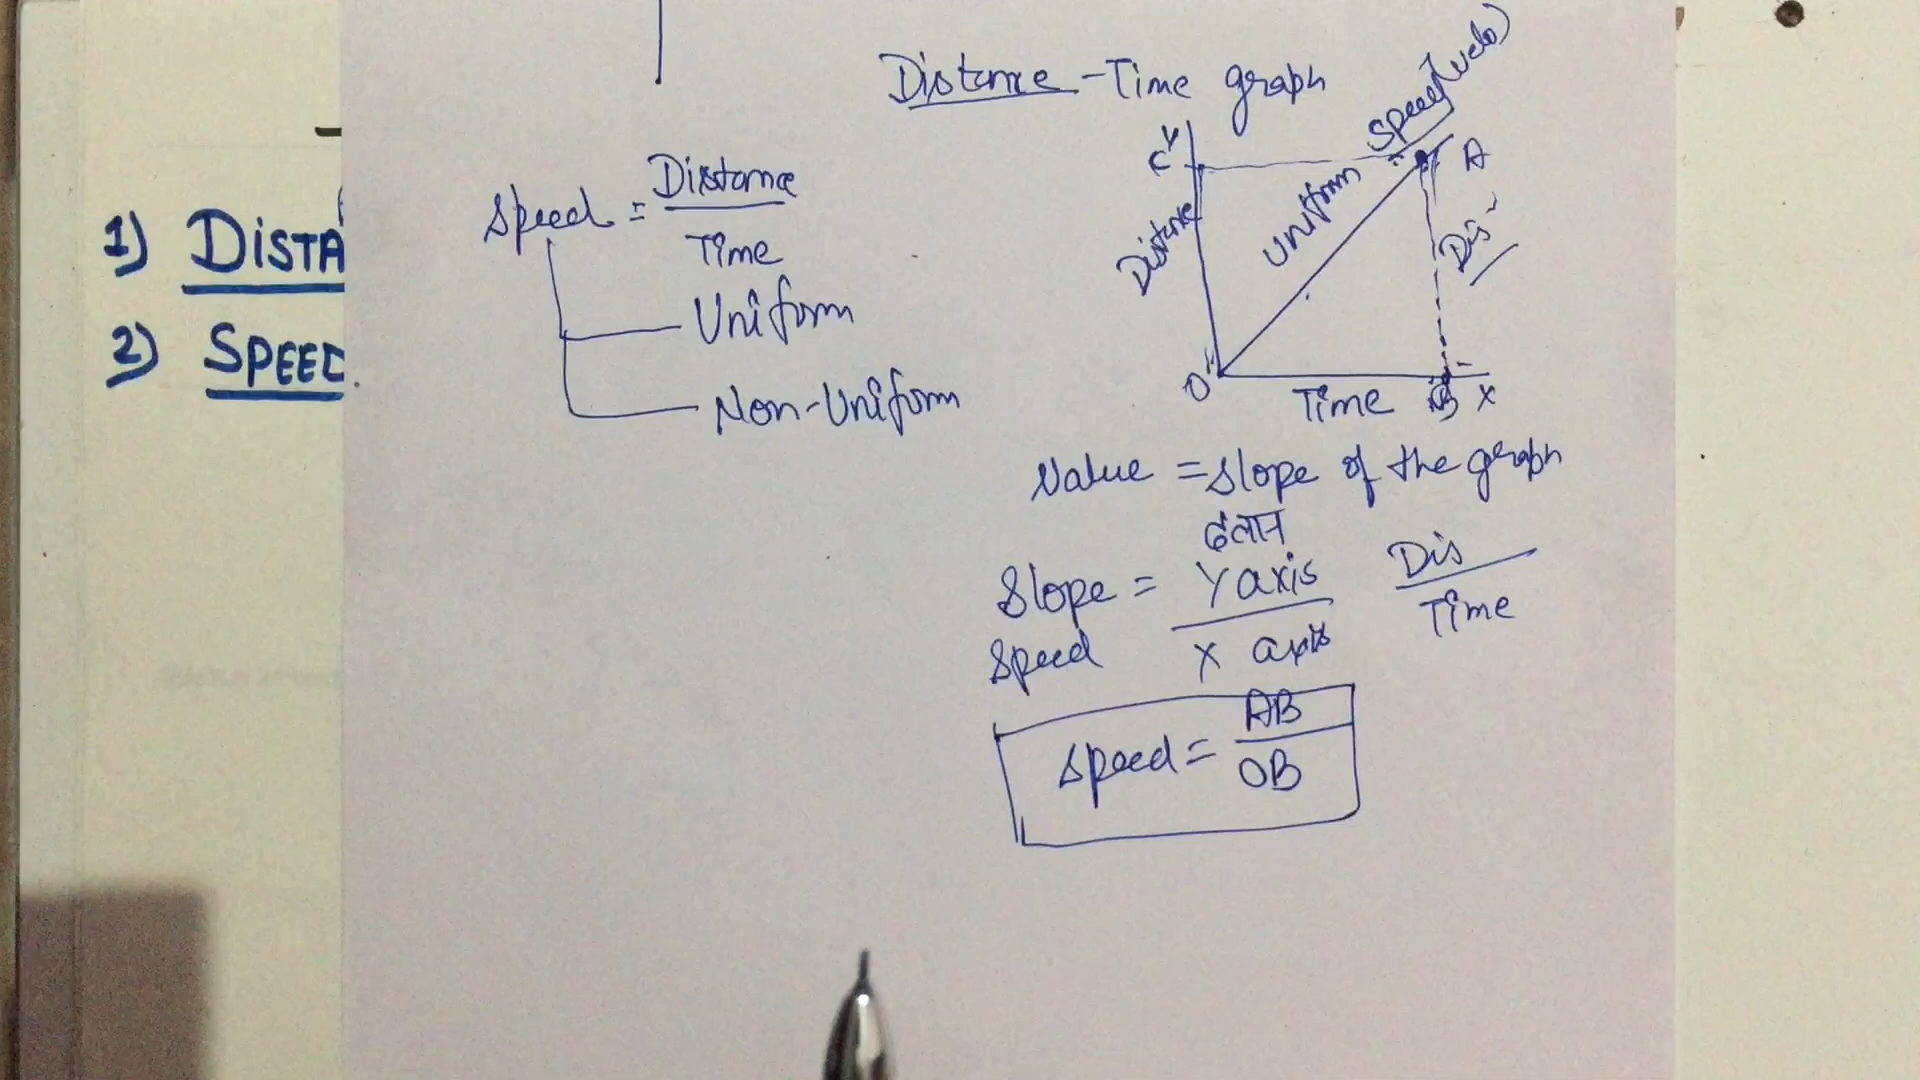 1) DISTA
2) SPEED
Speed = Distance / Time
Uniform
Non-Uniform
Distance - Time graph
Speed (velo)
Y
C
A
Distance
Uniform
Dis
O
Time
B
X
Value = Slope of the graph
ढलान
Slope = Y axis / X axis
Dis / Time
Speed
Speed = AB / OB